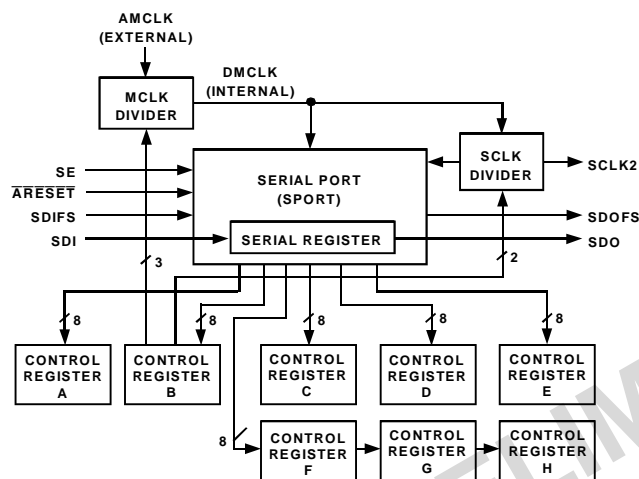 AMCLK
(EXTERNAL)
DMCLK
(INTERNAL)
MCLK
DIVIDER
SCLK
DIVIDER
SCLK2
SE
ARESET
SDIFS
SDI
SERIAL PORT
(SPORT)
SERIAL REGISTER
SDOFS
SDO
3
2
8
8
8
8
8
CONTROL
REGISTER
A
CONTROL
REGISTER
B
CONTROL
REGISTER
C
CONTROL
REGISTER
D
CONTROL
REGISTER
E
8
CONTROL
REGISTER
F
CONTROL
REGISTER
G
CONTROL
REGISTER
H